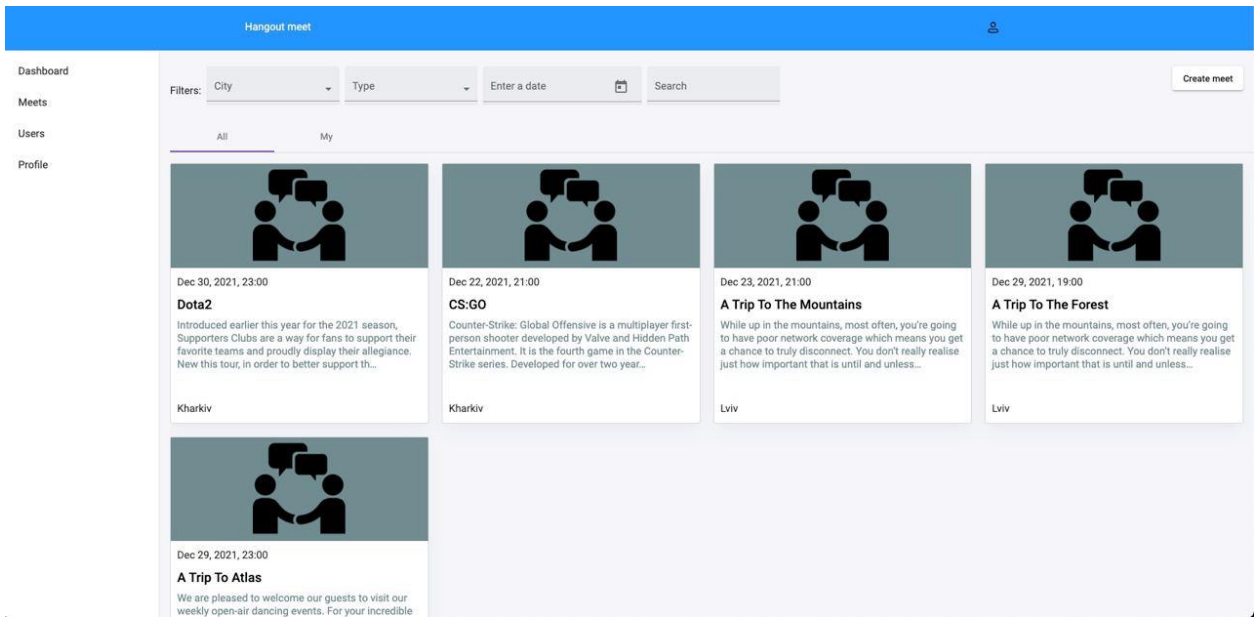 Hangout meet
Dashboard
Meets
Users
Profile
Filters:
City
Type
Enter a date
Search
Create meet
All
My
Dec 30, 2021, 23:00
Dota2
Introduced earlier this year for the 2021 season,
Supporters Clubs are a way for fans to support their
favorite teams and proudly display their allegiance.
New this tour, in order to better support th...
Kharkiv
Dec 22, 2021, 21:00
CS:GO
Counter-Strike: Global Offensive is a multiplayer first-
person shooter developed by Valve and Hidden Path
Entertainment. It is the fourth game in the Counter-
Strike series. Developed for over two year...
Kharkiv
Dec 23, 2021, 21:00
A Trip To The Mountains
While up in the mountains, most often, you're going
to have poor network coverage which means you get
a chance to truly disconnect. You don't really realise
just how important that is until and unless...
Lviv
Dec 29, 2021, 19:00
A Trip To The Forest
While up in the mountains, most often, you're going
to have poor network coverage which means you get
a chance to truly disconnect. You don't really realise
just how important that is until and unless...
Lviv
Dec 29, 2021, 23:00
A Trip To Atlas
We are pleased to welcome our guests to visit our
weekly open-air dancing events. For your incredible